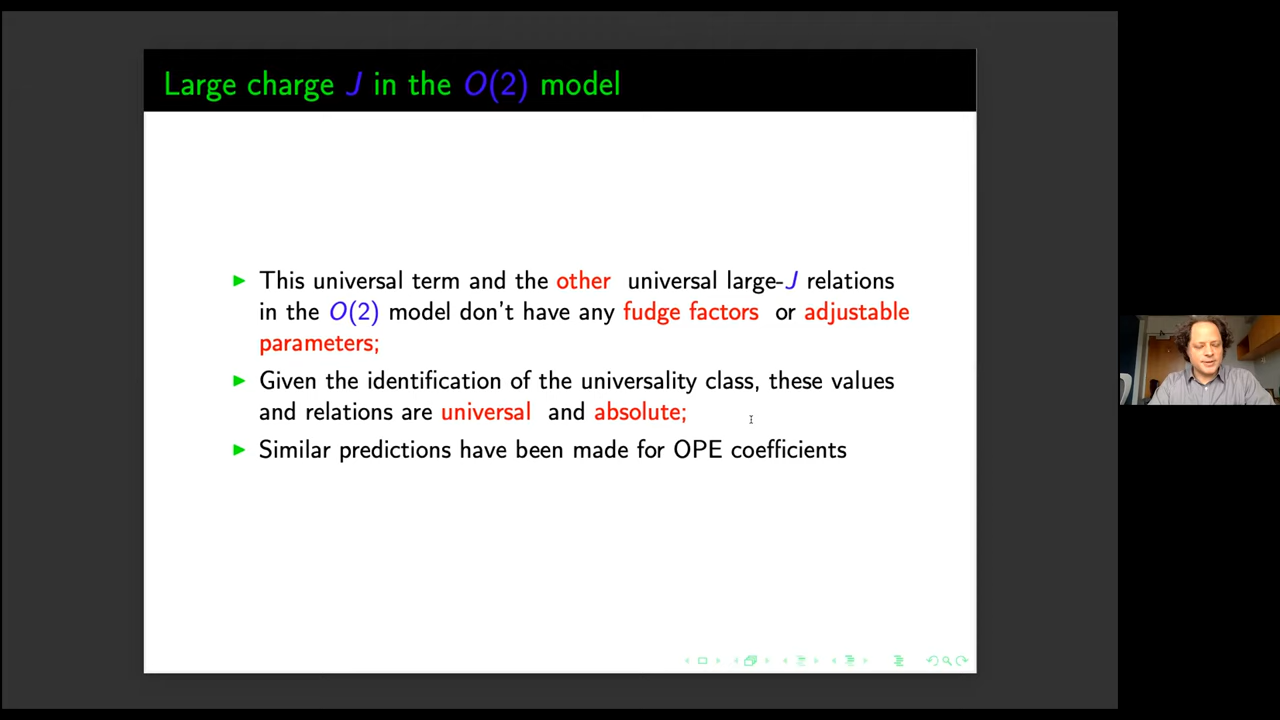 Large charge J in the O(2) model
▶ This universal term and the other universal large-J relations
in the O(2) model don't have any fudge factors or adjustable
parameters;
▶ Given the identification of the universality class, these values
and relations are universal and absolute;
▶ Similar predictions have been made for OPE coefficients